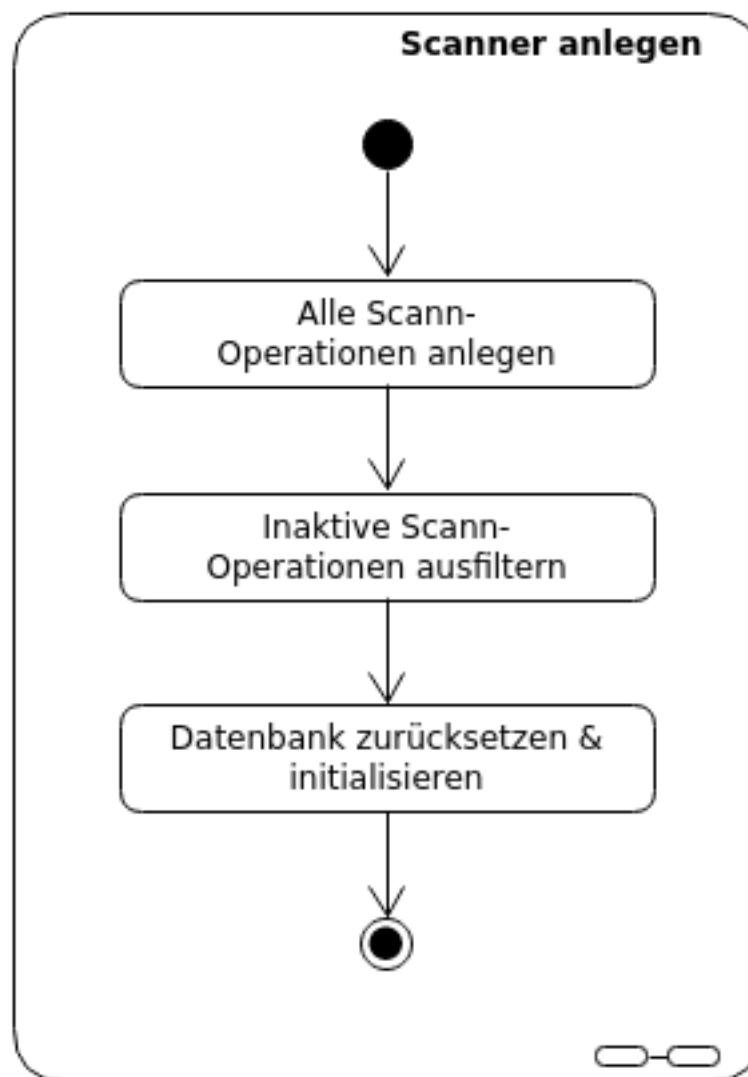 Scanner anlegen
Alle Scann-
Operationen anlegen
Inaktive Scann-
Operationen ausfiltern
Datenbank zurücksetzen &
initialisieren